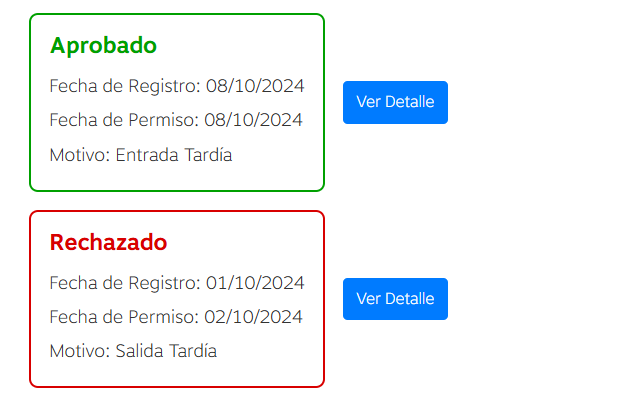 Aprobado
Fecha de Registro: 08/10/2024
Fecha de Permiso: 08/10/2024
Motivo: Entrada Tardía
Ver Detalle
Rechazado
Fecha de Registro: 01/10/2024
Fecha de Permiso: 02/10/2024
Motivo: Salida Tardía
Ver Detalle